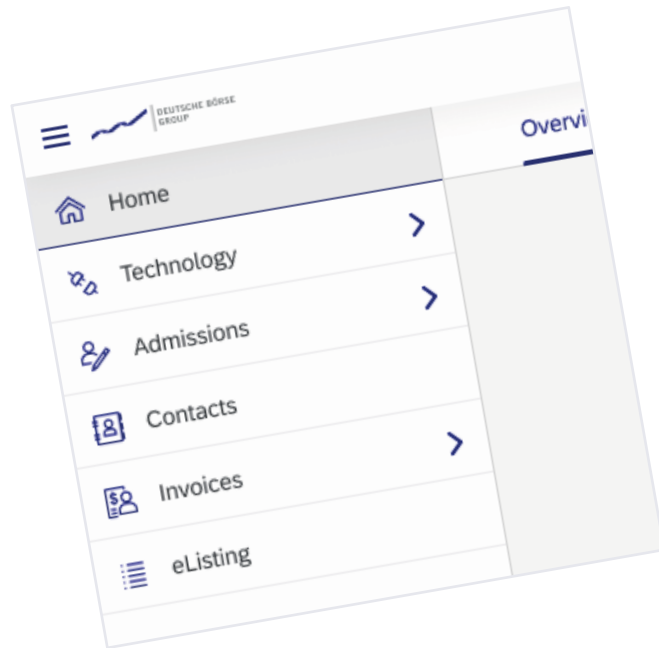 DEUTSCHE BÖRSE
GROUP
Overvi
Home
Technology
Admissions
Contacts
Invoices
eListing